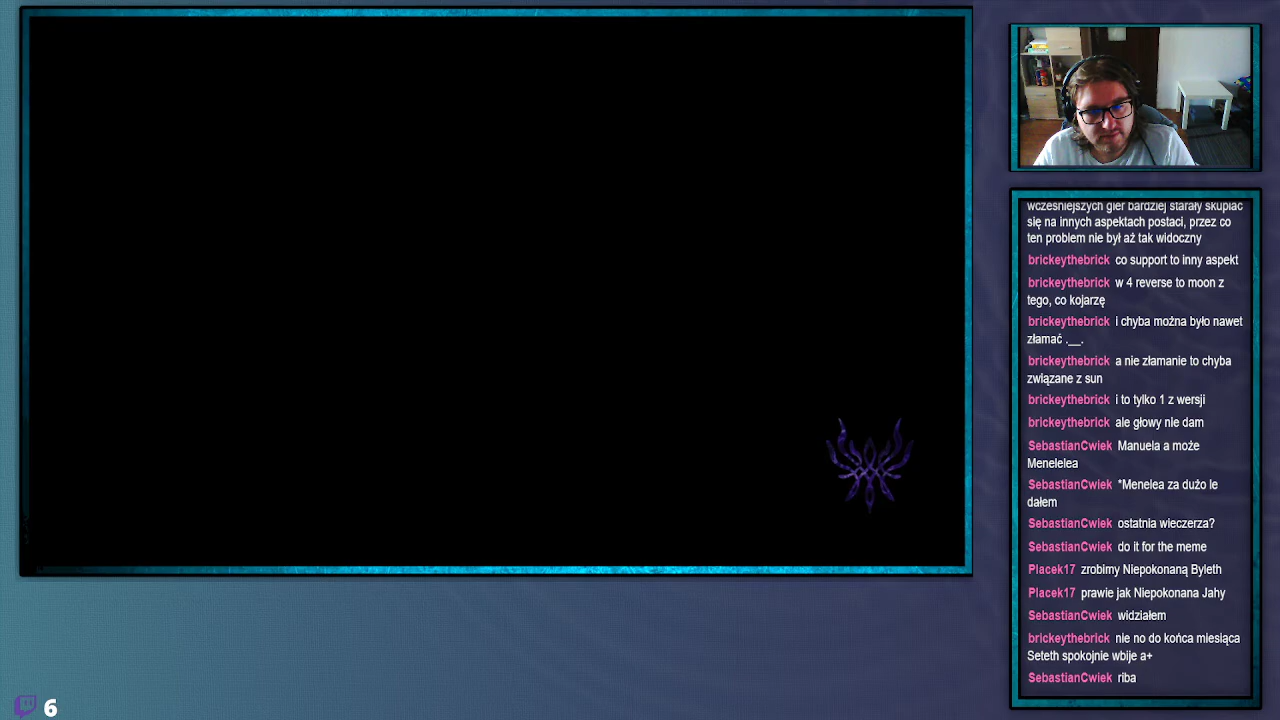 wcześniejszych gier bardziej starały skupiać
się na innych aspektach postaci, przez co
ten problem nie był aż tak widoczny
brickeythebrick co support to inny aspekt
brickeythebrick w 4 reverse to moon z
tego, co kojarzę
brickeythebrick i chyba można było nawet
złamać .__.
brickeythebrick a nie złamanie to chyba
związane z sun
brickeythebrick i to tylko 1 z wersji
brickeythebrick ale głowy nie dam
SebastianCwiek Manuela a może
Menelelea
SebastianCwiek *Menelea za dużo le
dałem
SebastianCwiek ostatnia wieczerza?
SebastianCwiek do it for the meme
Placek17 zrobimy Niepokonaną Byleth
Placek17 prawie jak Niepokonana Jahy
SebastianCwiek widziałem
brickeythebrick nie no do końca miesiąca
Seteth spokojnie wbije a+
SebastianCwiek riba
6